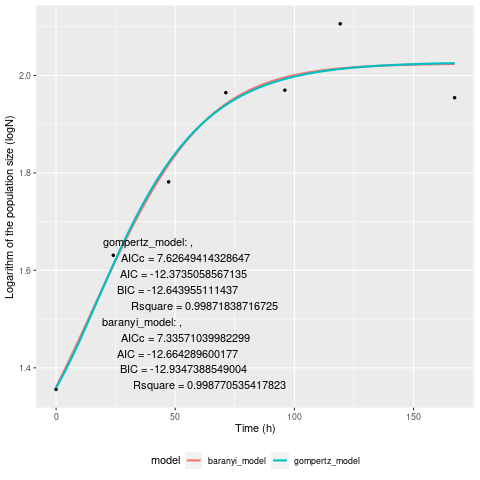 Logarithm of the population size (logN)
2.0
1.8
1.6
1.4
gompertz_model: ,
AICc = 7.62649414328647
AIC = -12.3735058567135
BIC = -12.643955111437
Rsquare = 0.99871838716725
baranyi_model: ,
AICc = 7.33571039982299
AIC = -12.664289600177
BIC = -12.9347388549004
Rsquare = 0.998770535417823
0
50
100
150
Time (h)
model
baranyi_model
gompertz_model